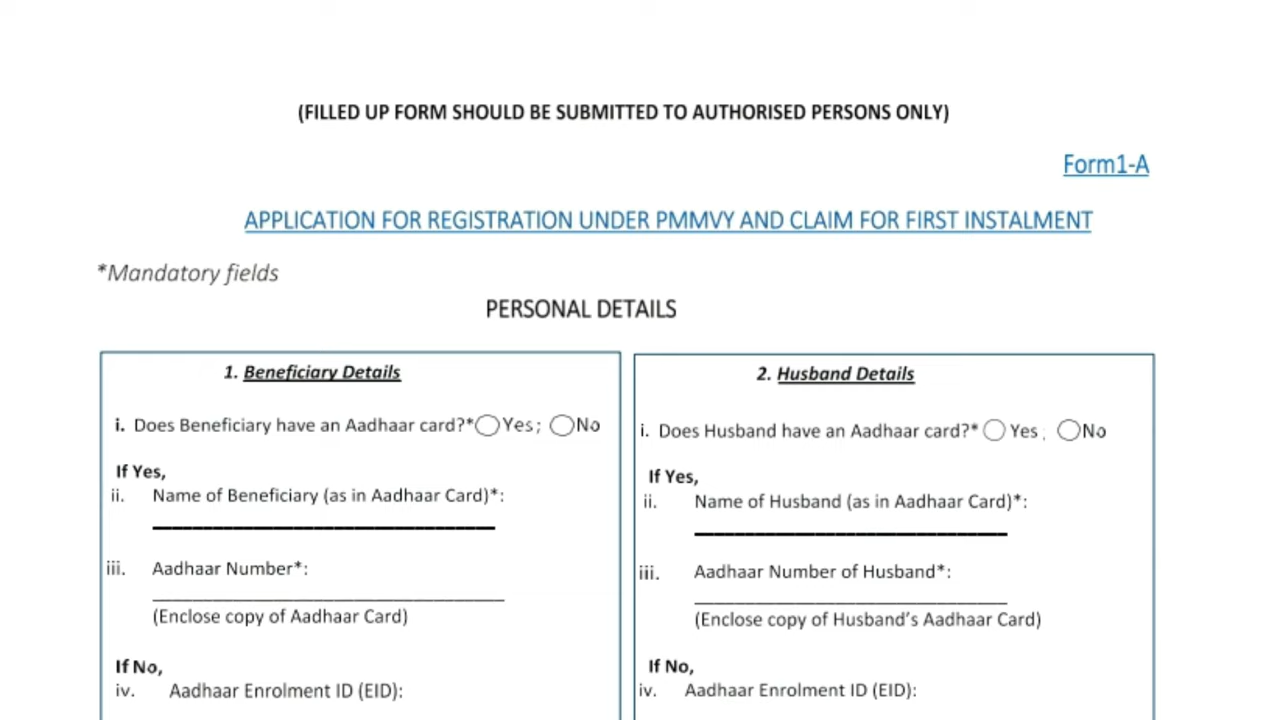 (FILLED UP FORM SHOULD BE SUBMITTED TO AUTHORISED PERSONS ONLY)
Form1-A
APPLICATION FOR REGISTRATION UNDER PMMVY AND CLAIM FOR FIRST INSTALMENT
*Mandatory fields
PERSONAL DETAILS
1. Beneficiary Details
i. Does Beneficiary have an Aadhaar card?* Yes; No
If Yes,
ii. Name of Beneficiary (as in Aadhaar Card)*:
iii. Aadhaar Number*:
(Enclose copy of Aadhaar Card)
If No,
iv. Aadhaar Enrolment ID (EID):
2. Husband Details
i. Does Husband have an Aadhaar card?* Yes; No
If Yes,
ii. Name of Husband (as in Aadhaar Card)*:
iii. Aadhaar Number of Husband*:
(Enclose copy of Husband’s Aadhaar Card)
If No,
iv. Aadhaar Enrolment ID (EID):